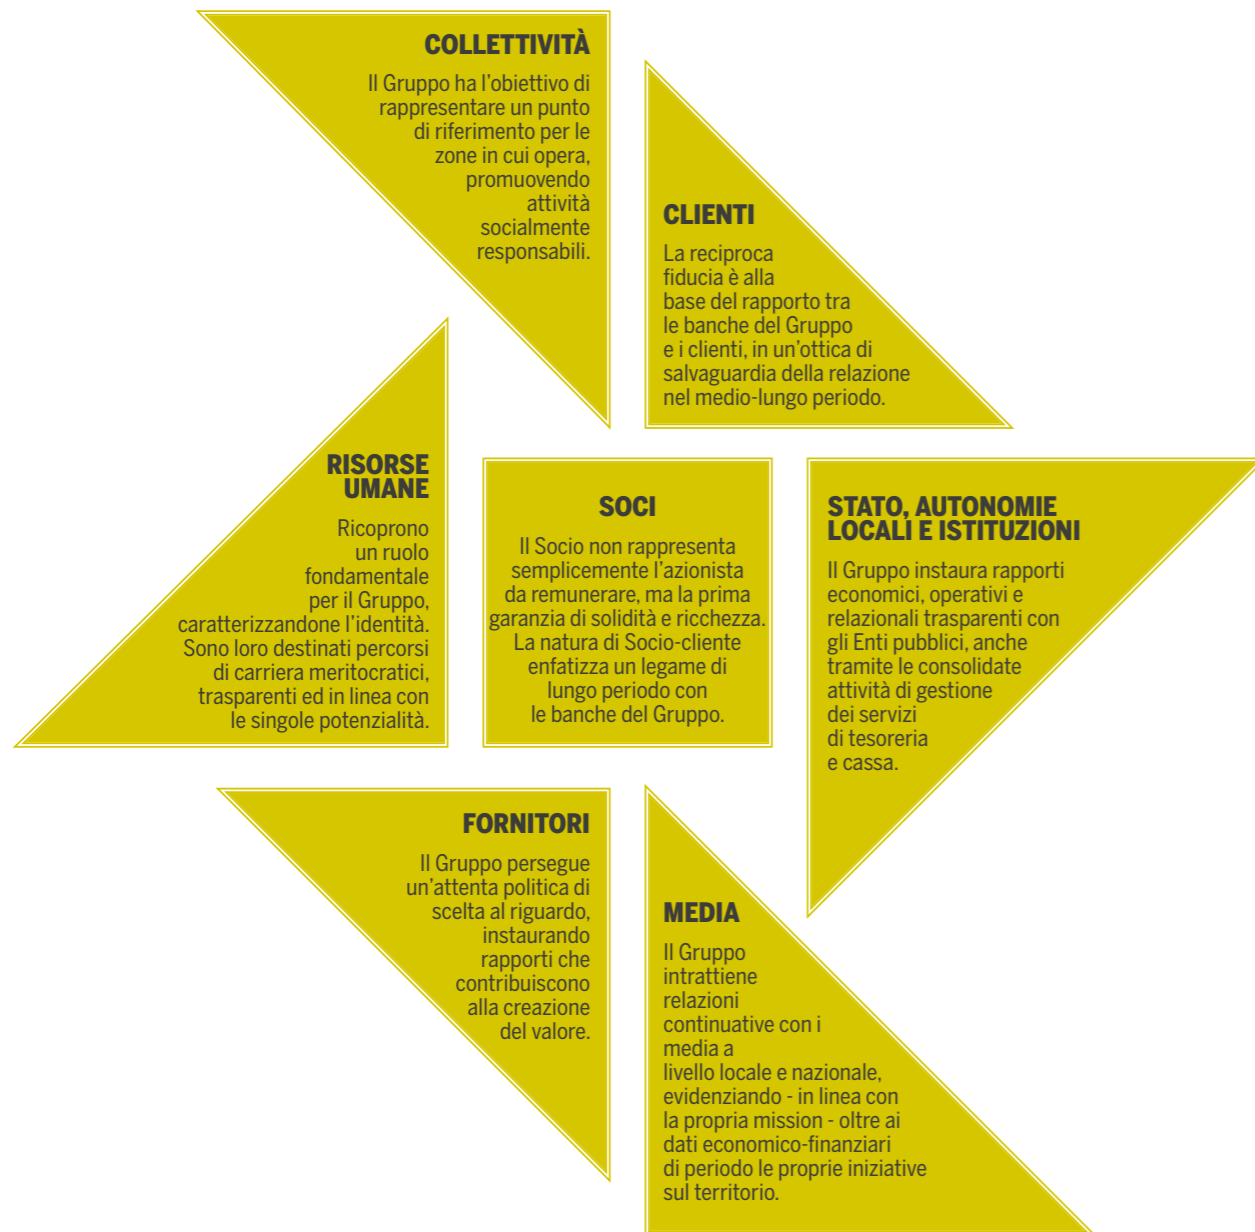 COLLETTIVITÀ
Il Gruppo ha l’obiettivo di
rappresentare un punto
di riferimento per le
zone in cui opera,
promuovendo
attività
socialmente
responsabili.
CLIENTI
La reciproca
fiducia è alla
base del rapporto tra
le banche del Gruppo
e i clienti, in un’ottica di
salvaguardia della relazione
nel medio-lungo periodo.
RISORSE
UMANE
Ricoprono
un ruolo
fondamentale
per il Gruppo,
caratterizzandone l’identità.
Sono loro destinati percorsi
di carriera meritocratici,
trasparenti ed in linea con
le singole potenzialità.
SOCI
Il Socio non rappresenta
semplicemente l’azionista
da remunerare, ma la prima
garanzia di solidità e ricchezza.
La natura di Socio-cliente
enfatizza un legame di
lungo periodo con
le banche del Gruppo.
STATO, AUTONOMIE
LOCALI E ISTITUZIONI
Il Gruppo instaura rapporti
economici, operativi e
relazionali trasparenti con
gli Enti pubblici, anche
tramite le consolidate
attività di gestione
dei servizi
di tesoreria
e cassa.
FORNITORI
Il Gruppo persegue
un’attenta politica di
scelta al riguardo,
instaurando
rapporti che
contribuiscono
alla creazione
del valore.
MEDIA
Il Gruppo
intrattiene
relazioni
continuative con i
media a
livello locale e nazionale,
evidenziando - in linea con
la propria mission - oltre ai
dati economico-finanziari
di periodo le proprie iniziative
sul territorio.